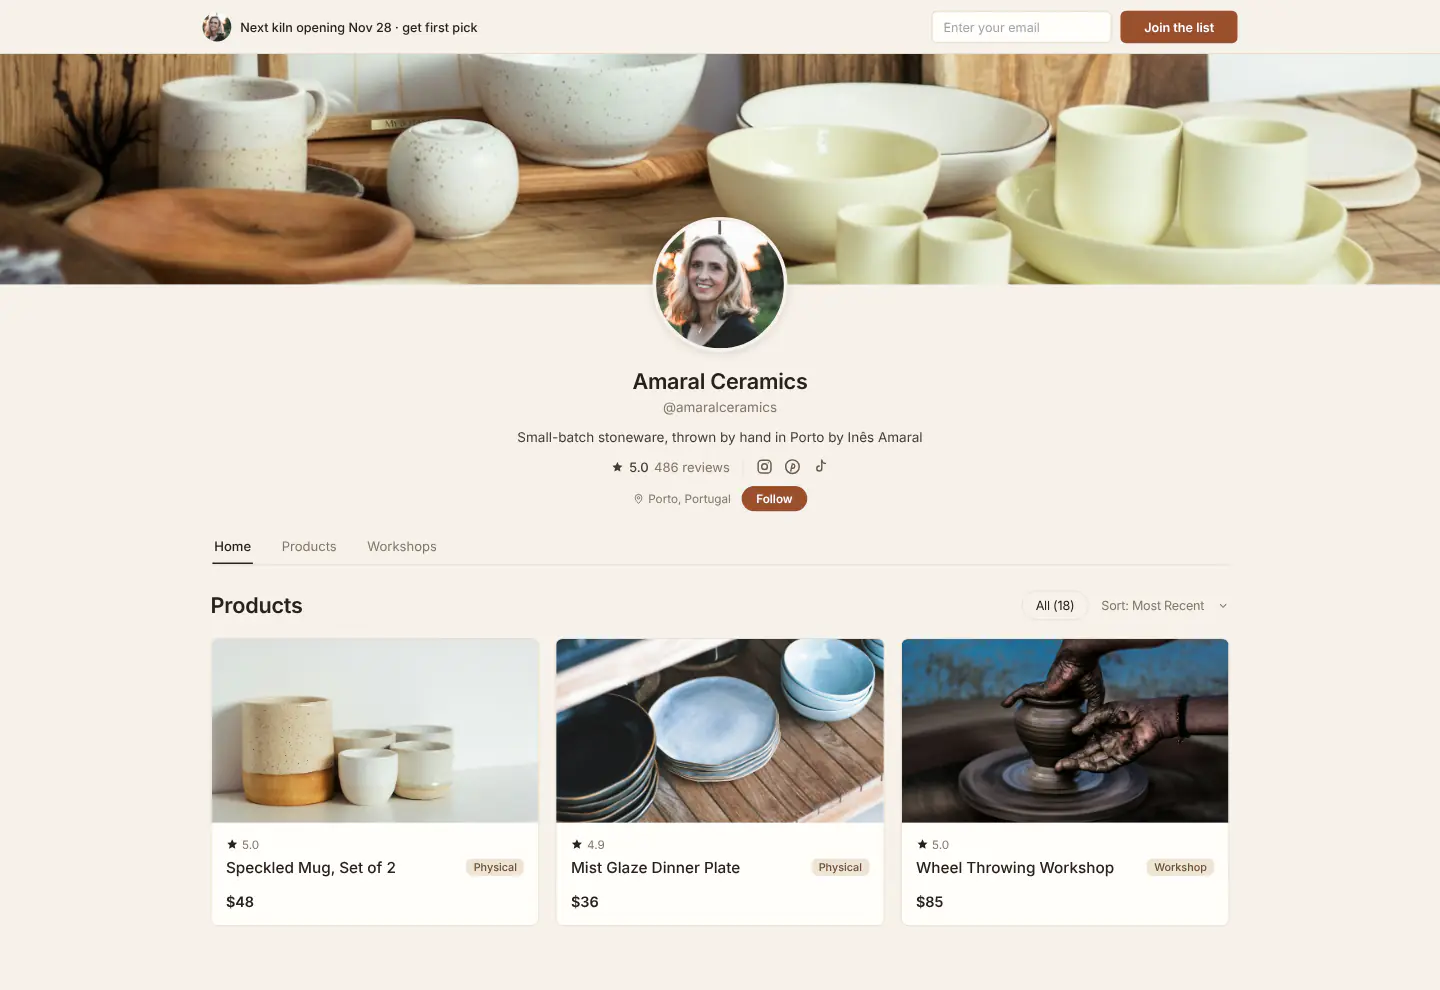 Next kiln opening Nov 28 · get first pick
Enter your email
Join the list
Amaral Ceramics
@amaralceramics
Small-batch stoneware, thrown by hand in Porto by Inês Amaral
★ 5.0 486 reviews
Porto, Portugal
Follow
Home
Products
Workshops
Products
All (18)
Sort: Most Recent
★ 5.0
Speckled Mug, Set of 2
Physical
$48
★ 4.9
Mist Glaze Dinner Plate
Physical
$36
★ 5.0
Wheel Throwing Workshop
Workshop
$85